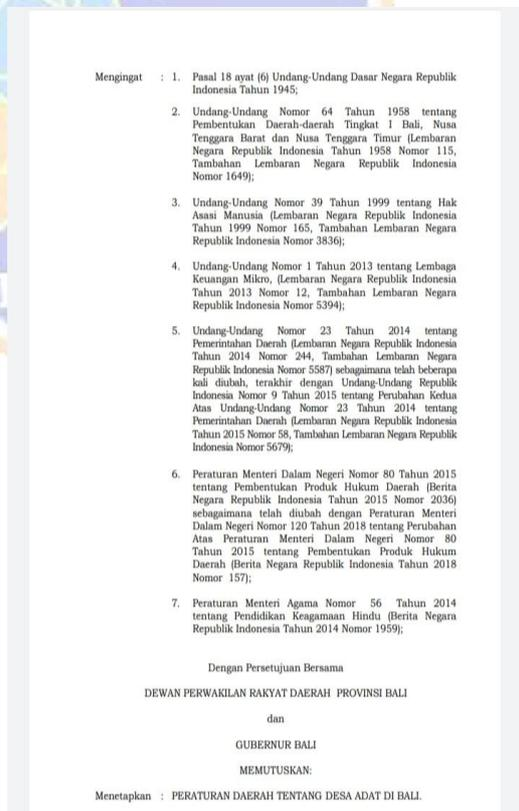 Mengingat : 1. Pasal 18 ayat (6) Undang-Undang Dasar Negara Republik
Indonesia Tahun 1945;
2. Undang-Undang Nomor 64 Tahun 1958 tentang
Pembentukan Daerah-daerah Tingkat I Bali, Nusa
Tenggara Barat dan Nusa Tenggara Timur (Lembaran
Negara Republik Indonesia Tahun 1958 Nomor 115,
Tambahan Lembaran Negara Republik Indonesia
Nomor 1649);
3. Undang-Undang Nomor 39 Tahun 1999 tentang Hak
Asasi Manusia (Lembaran Negara Republik Indonesia
Tahun 1999 Nomor 165, Tambahan Lembaran Negara
Republik Indonesia Nomor 3836);
4. Undang-Undang Nomor 1 Tahun 2013 tentang Lembaga
Keuangan Mikro, (Lembaran Negara Republik Indonesia
Tahun 2013 Nomor 12, Tambahan Lembaran Negara
Republik Indonesia Nomor 5394);
5. Undang-Undang Nomor 23 Tahun 2014 tentang
Pemerintahan Daerah (Lembaran Negara Republik Indonesia
Tahun 2014 Nomor 244, Tambahan Lembaran Negara
Republik Indonesia Nomor 5587) sebagaimana telah beberapa
kali diubah, terakhir dengan Undang-Undang Republik
Indonesia Nomor 9 Tahun 2015 tentang Perubahan Kedua
Atas Undang-Undang Nomor 23 Tahun 2014 tentang
Pemerintahan Daerah (Lembaran Negara Republik Indonesia
Tahun 2015 Nomor 58, Tambahan Lembaran Negara Republik
Indonesia Nomor 5679);
6. Peraturan Menteri Dalam Negeri Nomor 80 Tahun 2015
tentang Pembentukan Produk Hukum Daerah (Berita
Negara Republik Indonesia Tahun 2015 Nomor 2036)
sebagaimana telah diubah dengan Peraturan Menteri
Dalam Negeri Nomor 120 Tahun 2018 tentang Perubahan
Atas Peraturan Menteri Dalam Negeri Nomor 80
Tahun 2015 tentang Pembentukan Produk Hukum
Daerah (Berita Negara Republik Indonesia Tahun 2018
Nomor 157);
7. Peraturan Menteri Agama Nomor 56 Tahun 2014
tentang Pendidikan Keagamaan Hindu (Berita Negara
Republik Indonesia Tahun 2014 Nomor 1959);
Dengan Persetujuan Bersama
DEWAN PERWAKILAN RAKYAT DAERAH PROVINSI BALI
dan
GUBERNUR BALI
MEMUTUSKAN:
Menetapkan : PERATURAN DAERAH TENTANG DESA ADAT DI BALI.